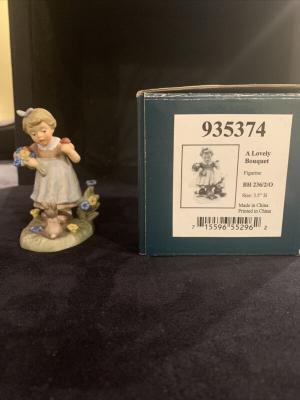 935374
A Lovely
Bouquet
Figurine
BH 236/2/O
Size: 3.5" H
Made in China
Printed in China
7 15596 55296 2